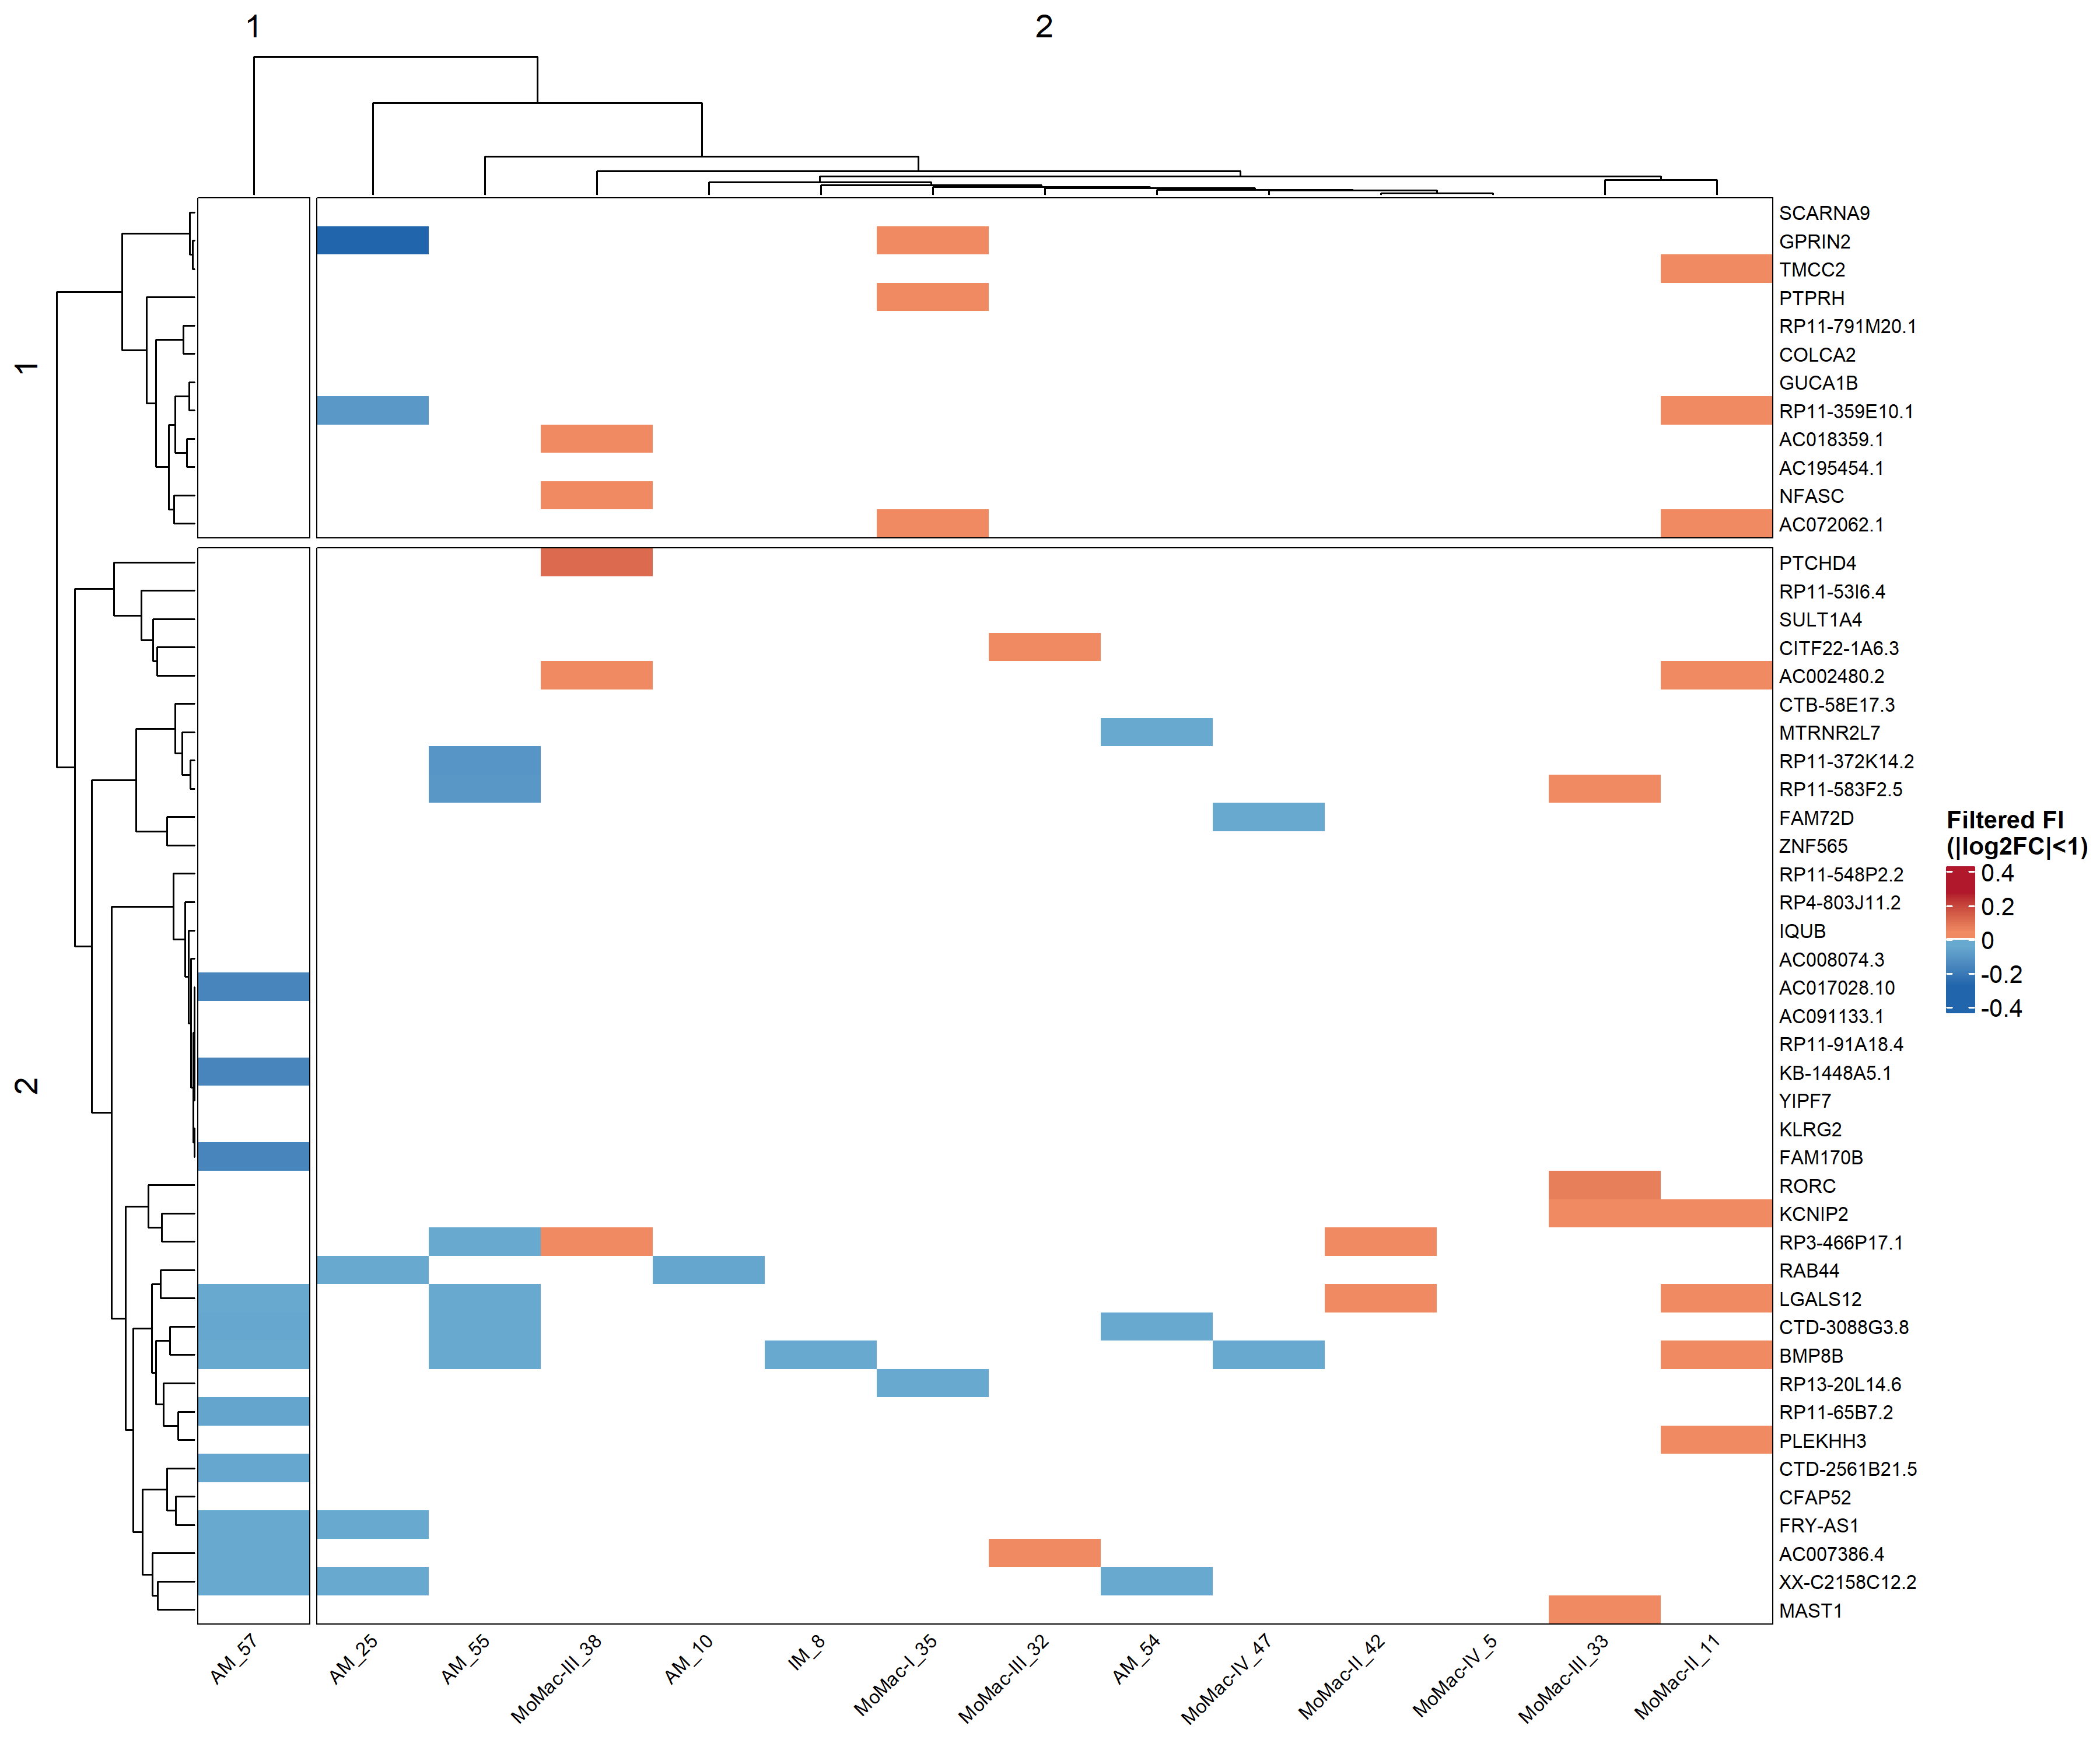 1
2
1
2
SCARNA9
GPRIN2
TMCC2
PTPRH
RP11-791M20.1
COLCA2
GUCA1B
RP11-359E10.1
AC018359.1
AC195454.1
NFASC
AC072062.1
PTCHD4
RP11-53I6.4
SULT1A4
CITF22-1A6.3
AC002480.2
CTB-58E17.3
MTRNR2L7
RP11-372K14.2
RP11-583F2.5
FAM72D
ZNF565
RP11-548P2.2
RP4-803J11.2
IQUB
AC008074.3
AC017028.10
AC091133.1
RP11-91A18.4
KB-1448A5.1
YIPF7
KLRG2
FAM170B
RORC
KCNIP2
RP3-466P17.1
RAB44
LGALS12
CTD-3088G3.8
BMP8B
RP13-20L14.6
RP11-65B7.2
PLEKHH3
CTD-2561B21.5
CFAP52
FRY-AS1
AC007386.4
XX-C2158C12.2
MAST1
Filtered FI
(|log2FC|<1)
0.4
0.2
0
-0.2
-0.4
AM_57
AM_25
AM_55
MoMac-III_38
AM_10
IM_8
MoMac-I_35
MoMac-III_32
AM_54
MoMac-IV_47
MoMac-II_42
MoMac-IV_5
MoMac-III_33
MoMac-II_11